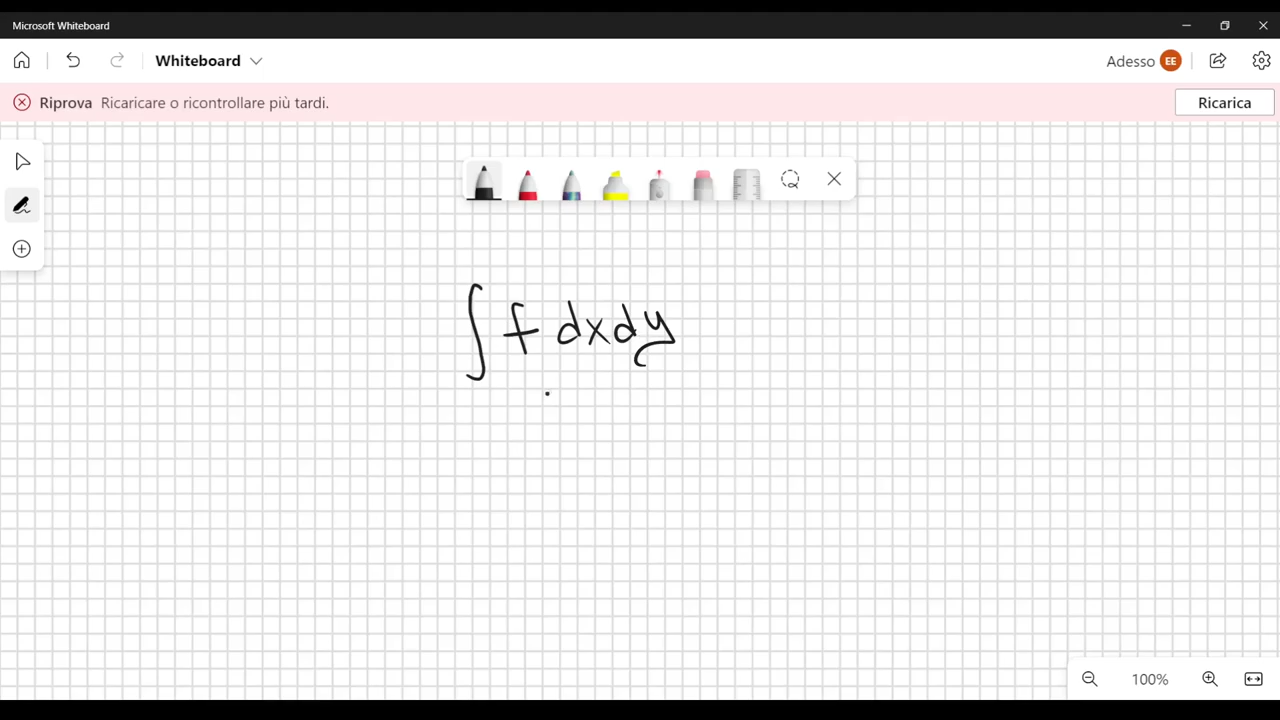 Microsoft Whiteboard
Whiteboard
Adesso EE
Riprova Ricaricare o ricontrollare più tardi.
Ricarica
∫ f dxdy
100%